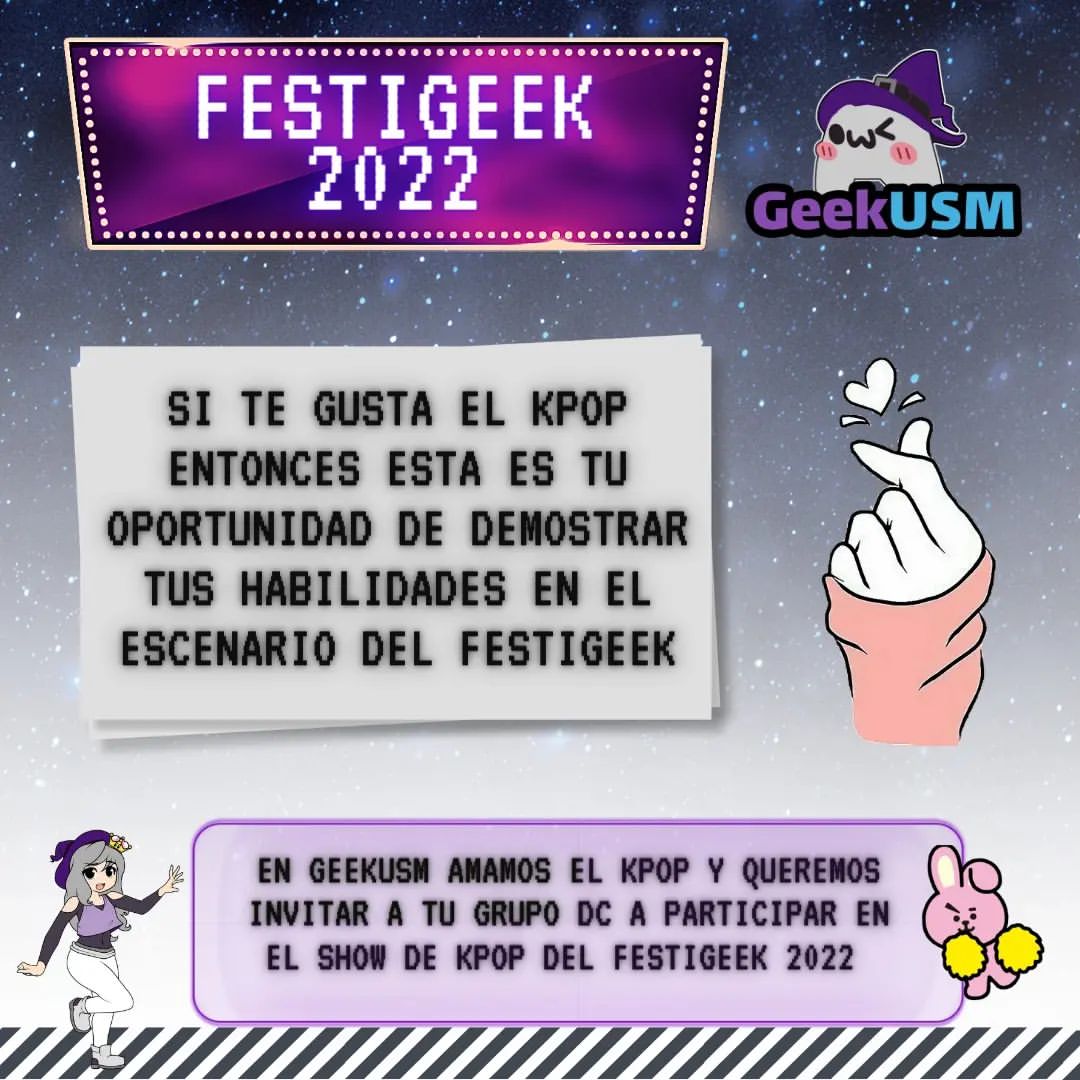 FESTIGEEK
2022
GeekUSM
SI TE GUSTA EL KPOP
ENTONCES ESTA ES TU
OPORTUNIDAD DE DEMOSTRAR
TUS HABILIDADES EN EL
ESCENARIO DEL FESTIGEEK
EN GEEKUSM AMAMOS EL KPOP Y QUEREMOS
INVITAR A TU GRUPO DC A PARTICIPAR EN
EL SHOW DE KPOP DEL FESTIGEEK 2022